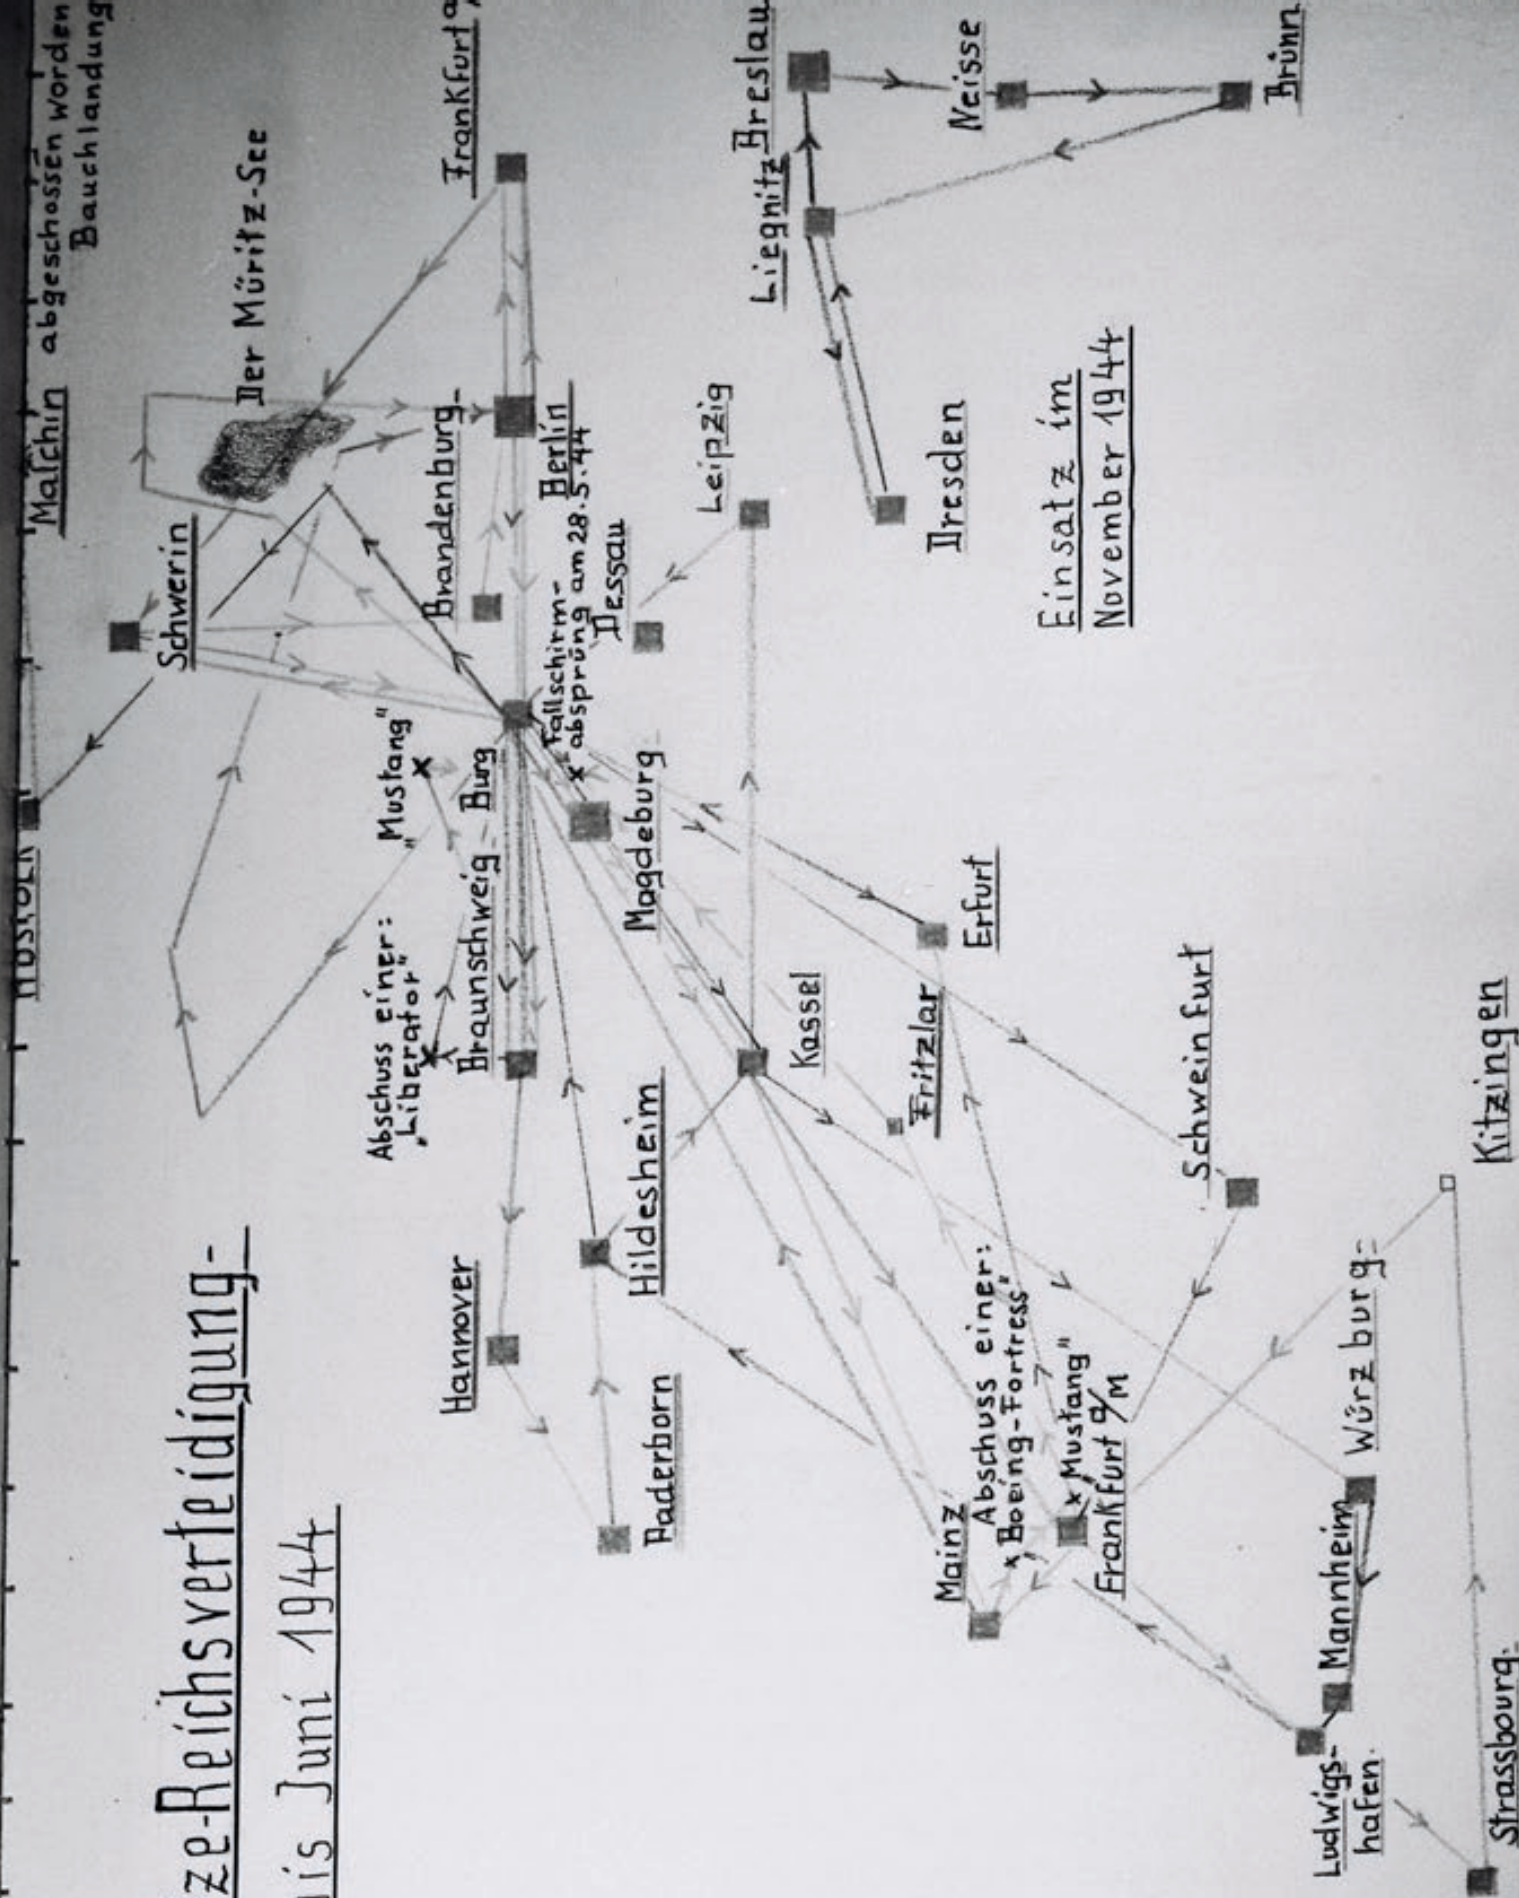 Malchin abgeschossen worden
Bauchlandung
ze-Reichsverteidigung-
is Juni 1944
Schwerin
Der Müritz-See
"Mustang"
Abschuss einer:
"Liberator"
Hannover
Braunschweig
Burg
Brandenburg
Frankfurt
Berlin
Fallschirm-
absprung am 28.5.44
Hildesheim
Paderborn
Magdeburg
Dessau
Leipzig
Liegnitz
Breslau
Kassel
Fritzlar
Erfurt
Dresden
Neisse
Mainz
Abschuss einer:
Boeing-Fortress"
"Mustang"
Frankfurt a/M
Einsatz im
November 1944
Schweinfurt
Brünn
Ludwigs-
hafen.
Mannheim
Würzburg
Kitzingen
Strassbourg.